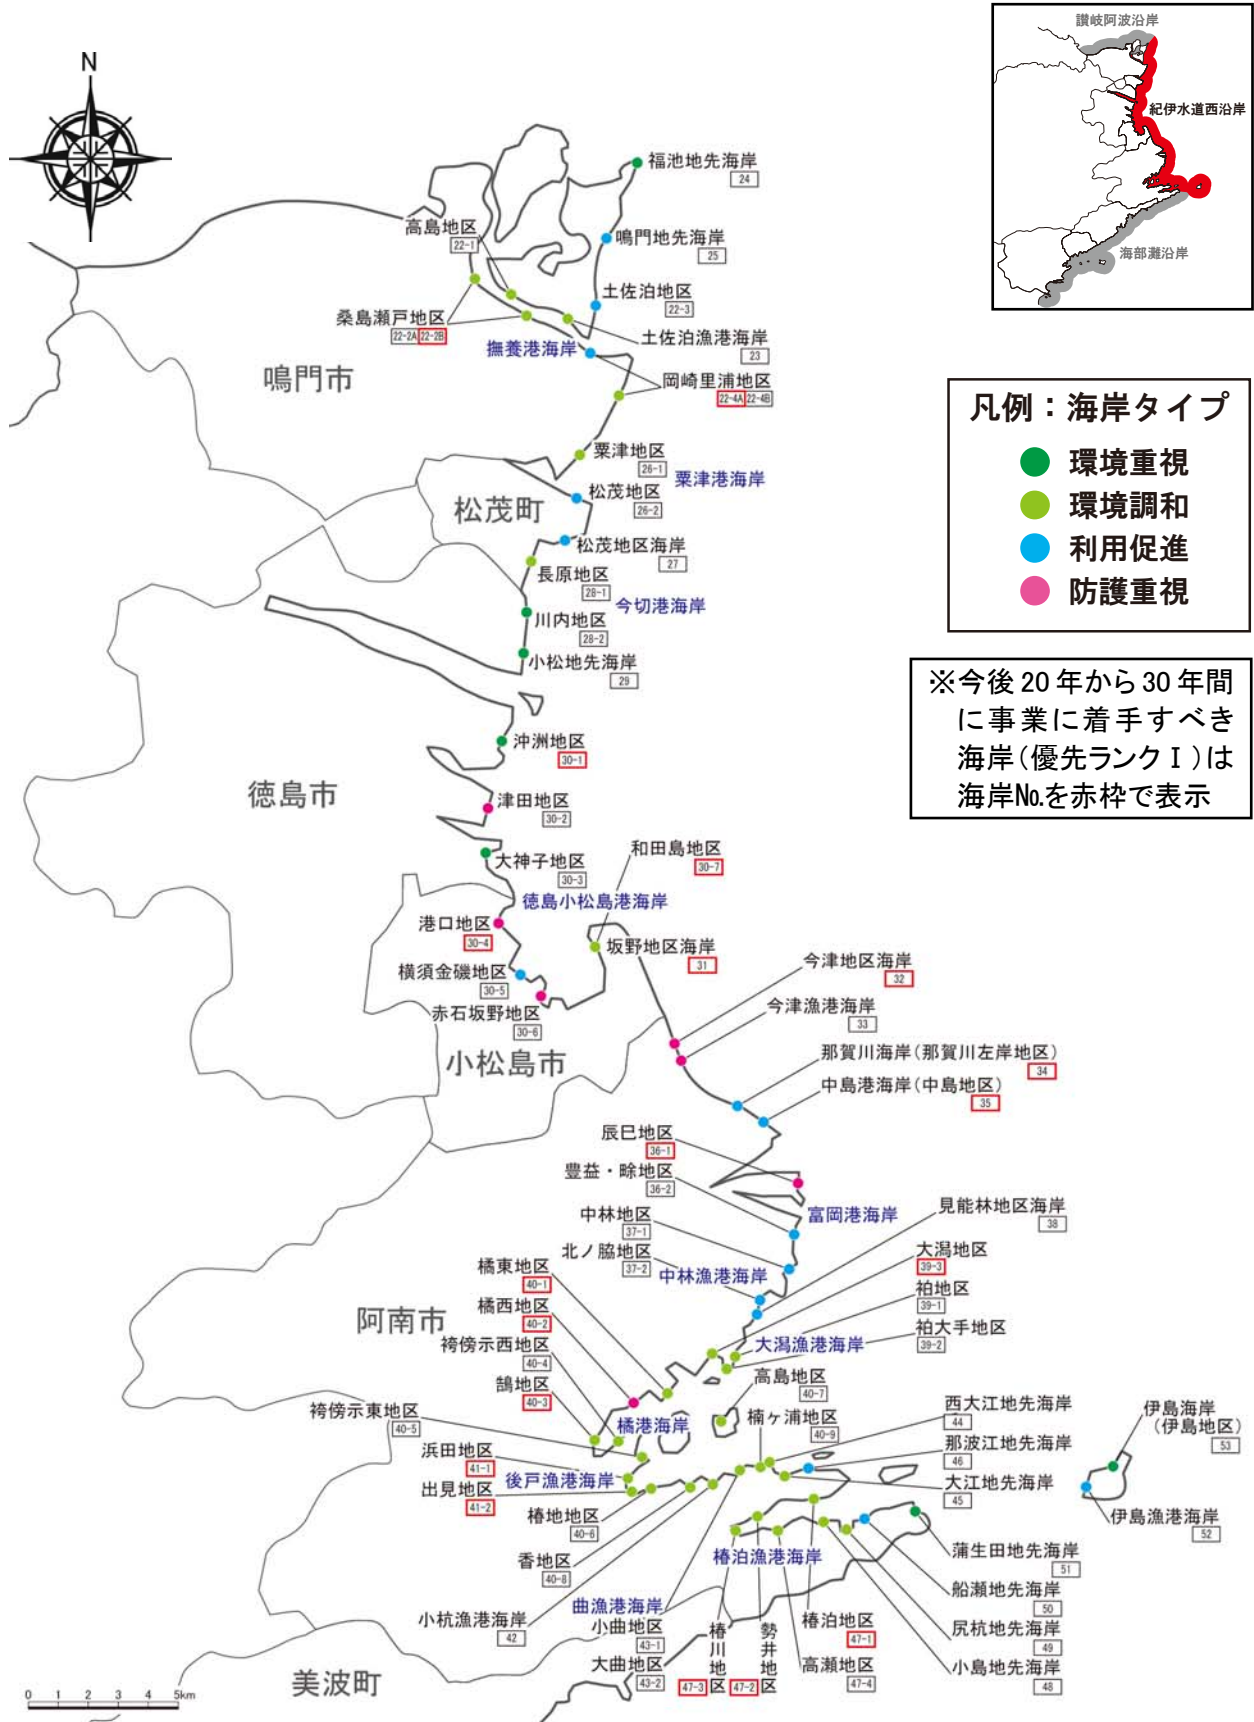 N
讃岐阿波沿岸
紀伊水道西沿岸
海部灘沿岸
凡例：海岸タイプ
環境重視
環境調和
利用促進
防護重視
※今後20年から30年間
に事業に着手すべき
海岸(優先ランクⅠ)は
海岸No.を赤枠で表示
福池地先海岸
24
高島地区
22-1
鳴門地先海岸
25
土佐泊地区
22-3
桑島瀬戸地区
22-2A 22-2B
土佐泊漁港海岸
23
撫養港海岸
岡崎里浦地区
22-4A 22-4B
鳴門市
粟津地区
26-1
粟津港海岸
松茂地区
26-2
松茂町
松茂地区海岸
27
長原地区
28-1
今切港海岸
川内地区
28-2
小松地先海岸
29
沖洲地区
30-1
徳島市
津田地区
30-2
大神子地区
30-3
和田島地区
30-7
徳島小松島港海岸
港口地区
30-4
坂野地区海岸
31
横須金磯地区
30-5
赤石坂野地区
30-6
今津地区海岸
32
今津漁港海岸
33
小松島市
那賀川海岸(那賀川左岸地区)
34
中島港海岸(中島地区)
35
辰巳地区
36-1
豊益・畭地区
36-2
富岡港海岸
見能林地区海岸
38
中林地区
37-1
北ノ脇地区
37-2
中林漁港海岸
大潟地区
39-3
袙地区
39-1
袙大手地区
39-2
大潟漁港海岸
橘東地区
40-1
橘西地区
40-2
阿南市
袴傍示西地区
40-4
鵠地区
40-3
袴傍示東地区
40-5
高島地区
40-7
橘港海岸
楠ヶ浦地区
40-9
西大江地先海岸
44
那波江地先海岸
46
大江地先海岸
45
伊島海岸
(伊島地区)
53
伊島漁港海岸
52
浜田地区
41-1
後戸漁港海岸
出見地区
41-2
椿地地区
40-6
香地区
40-8
小杭漁港海岸
42
椿泊漁港海岸
曲漁港海岸
小曲地区
43-1
大曲地区
43-2
椿川地区
47-3
勢井地区
47-2
椿泊地区
47-1
高瀬地区
47-4
蒲生田地先海岸
51
船瀬地先海岸
50
尻杭地先海岸
49
小島地先海岸
48
美波町
0 1 2 3 4 5km